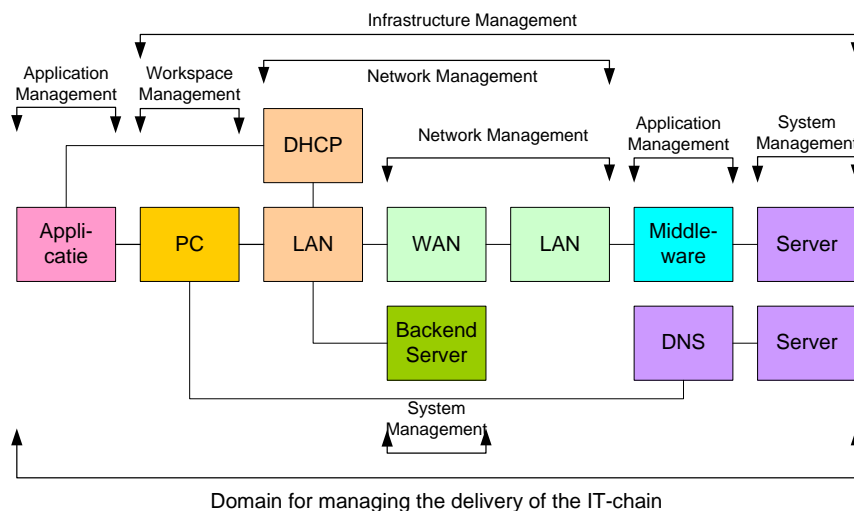 Infrastructure Management
Application
Management
Workspace
Management
Network Management
DHCP
Network Management
Application
Management
System
Management
Appli-
catie
PC
LAN
WAN
LAN
Middle-
ware
Server
Backend
Server
DNS
Server
System
Management
Domain for managing the delivery of the IT-chain